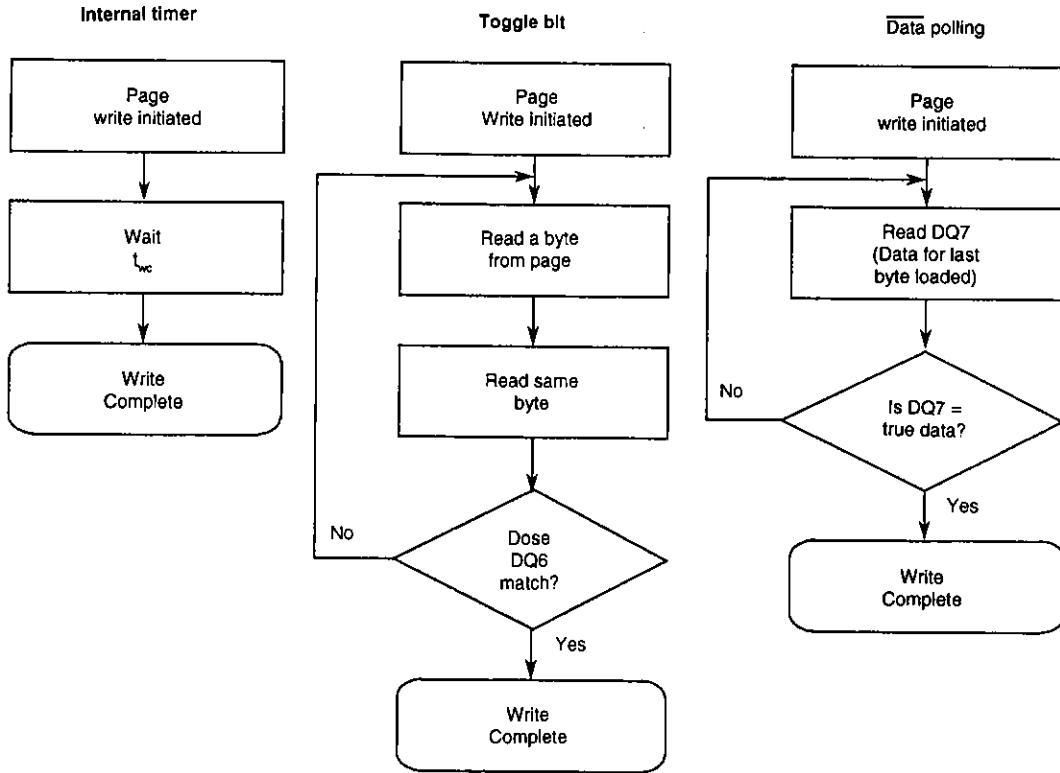 Internal timer
Page
write initiated
Wait
twc
Write
Complete
Toggle bit
Page
Write initiated
Read a byte
from page
Read same
byte
Dose
DQ6
match?
No
Yes
Write
Complete
Data polling
Page
write initiated
Read DQ7
(Data for last
byte loaded)
Is DQ7 =
true data?
No
Yes
Write
Complete